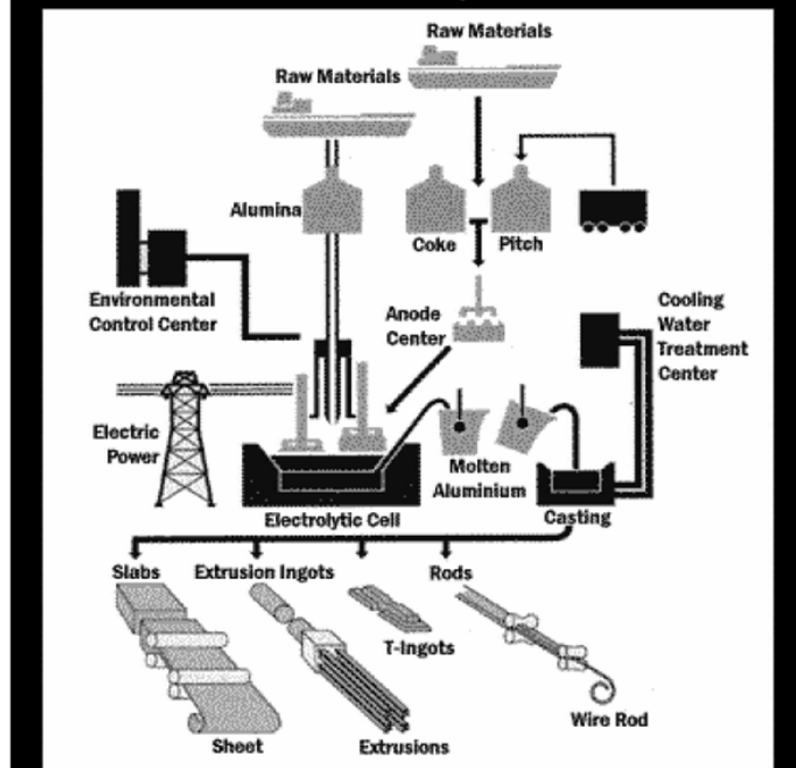 Raw Materials
Raw Materials
Alumina
Coke
Pitch
Environmental
Control Center
Anode
Center
Cooling
Water
Treatment
Center
Electric
Power
Molten
Aluminium
Electrolytic Cell
Casting
Slabs
Extrusion Ingots
Rods
T-Ingots
Wire Rod
Sheet
Extrusions